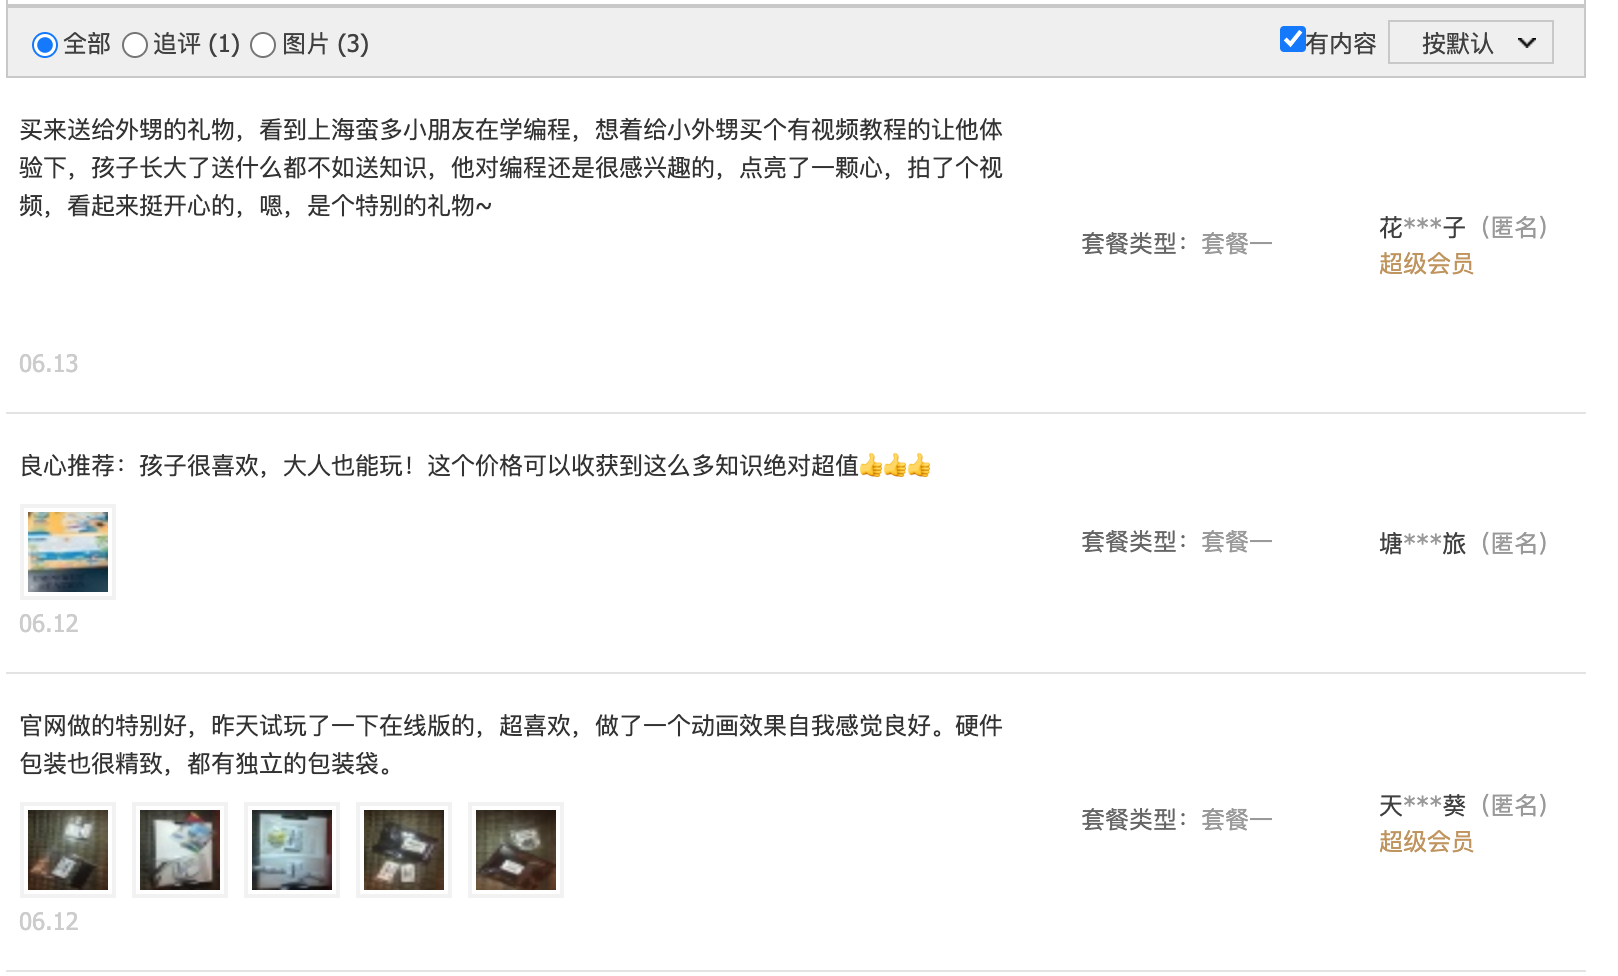 全部 追评 (1) 图片 (3) 有内容 按默认
买来送给外甥的礼物，看到上海蛮多小朋友在学编程，想着给小外甥买个有视频教程的让他体
验下，孩子长大了送什么都不如送知识，他对编程还是很感兴趣的，点亮了一颗心，拍了个视
频，看起来挺开心的，嗯，是个特别的礼物~
套餐类型：套餐一
花***子（匿名）
超级会员
06.13
良心推荐：孩子很喜欢，大人也能玩！这个价格可以收获到这么多知识绝对超值👍👍👍
套餐类型：套餐一
塘***旅（匿名）
06.12
官网做的特别好，昨天试玩了一下在线版的，超喜欢，做了一个动画效果自我感觉良好。硬件
包装也很精致，都有独立的包装袋。
套餐类型：套餐一
天***葵（匿名）
超级会员
06.12